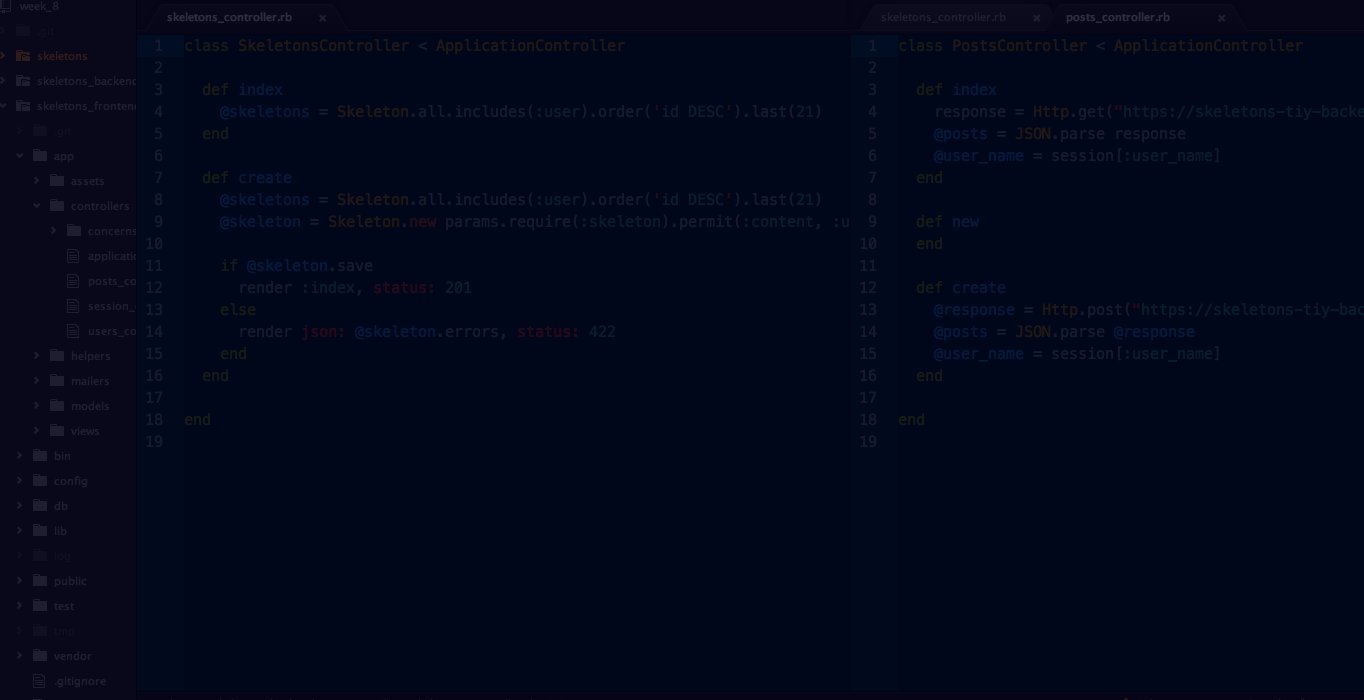 week_8
.git
skeletons
skeletons_backend
skeletons_frontend
.git
app
assets
controllers
concerns
applicatio
posts_co
session_
users_co
helpers
mailers
models
views
bin
config
db
lib
log
public
test
tmp
vendor
.gitignore
skeletons_controller.rb ×
1 class SkeletonsController < ApplicationController
2
3 def index
4 @skeletons = Skeleton.all.includes(:user).order('id DESC').last(21)
5 end
6
7 def create
8 @skeletons = Skeleton.all.includes(:user).order('id DESC').last(21)
9 @skeleton = Skeleton.new params.require(:skeleton).permit(:content, :u
10
11 if @skeleton.save
12 render :index, status: 201
13 else
14 render json: @skeleton.errors, status: 422
15 end
16 end
17
18 end
19
skeletons_controller.rb × posts_controller.rb ×
1 class PostsController < ApplicationController
2
3 def index
4 response = Http.get("https://skeletons-tiy-backe
5 @posts = JSON.parse response
6 @user_name = session[:user_name]
7 end
8
9 def new
10 end
11
12 def create
13 @response = Http.post("https://skeletons-tiy-bac
14 @posts = JSON.parse @response
15 @user_name = session[:user_name]
16 end
17
18 end
19